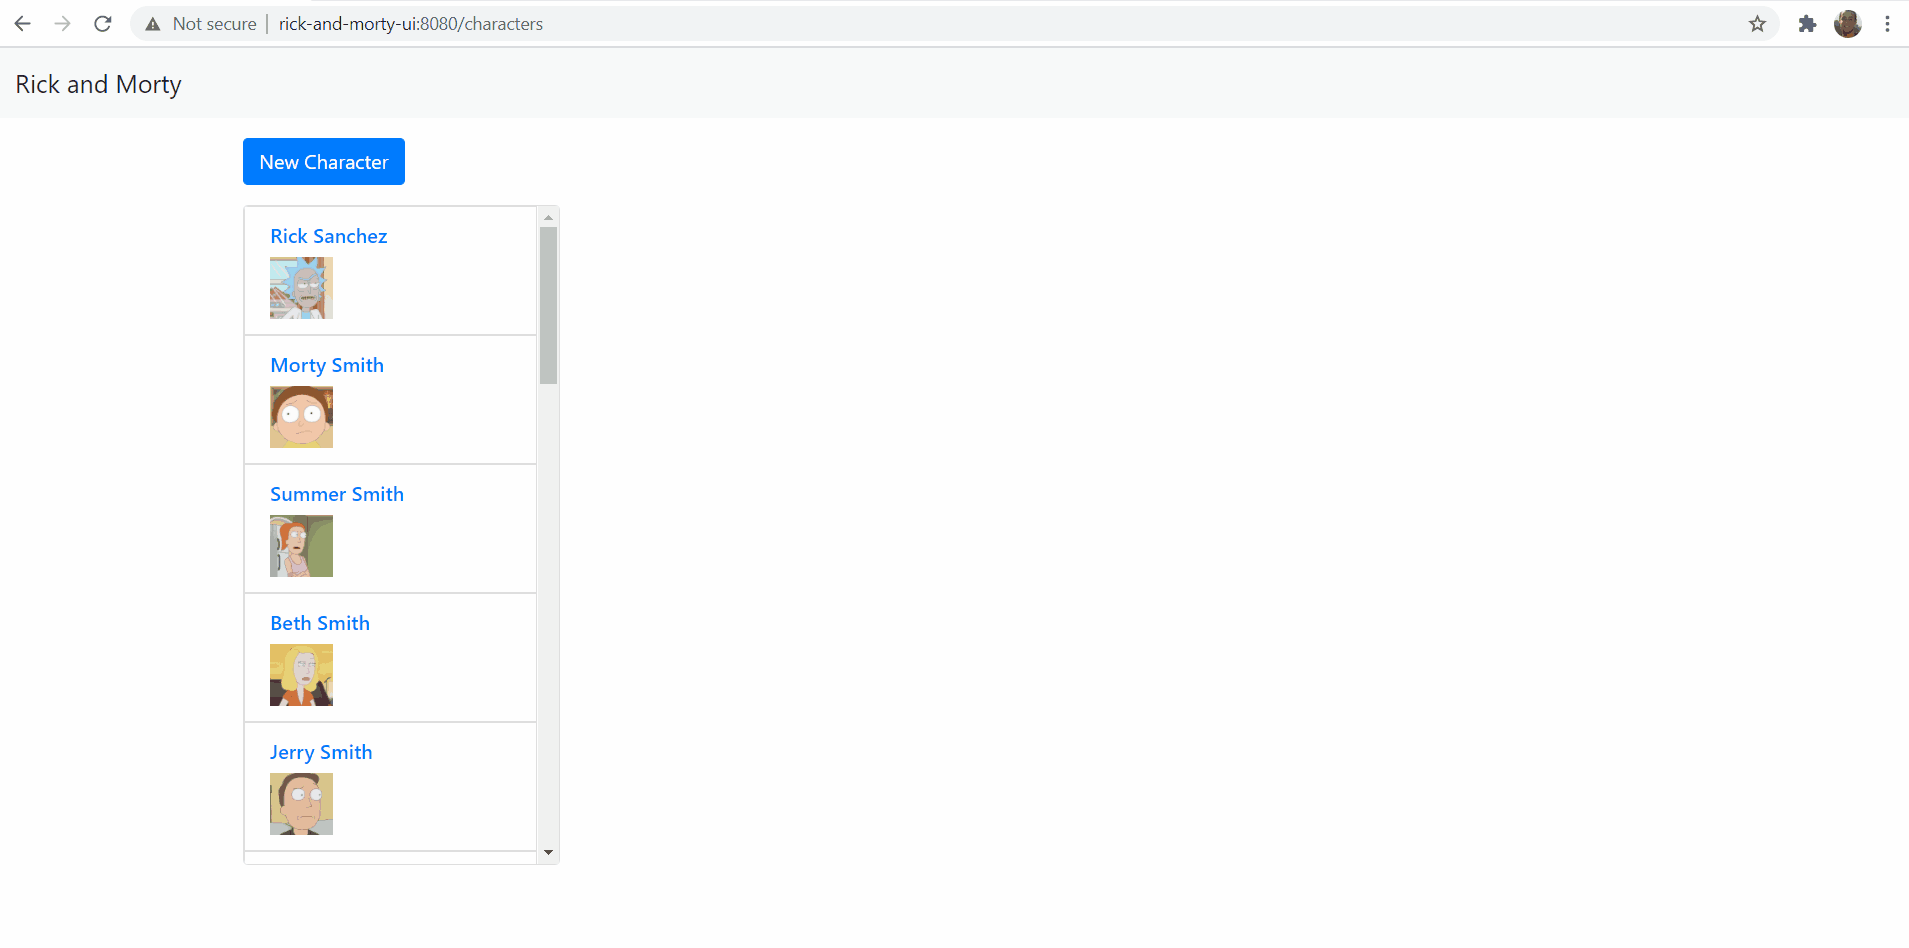 Not secure | rick-and-morty-ui:8080/characters
Rick and Morty
New Character
Rick Sanchez
Morty Smith
Summer Smith
Beth Smith
Jerry Smith